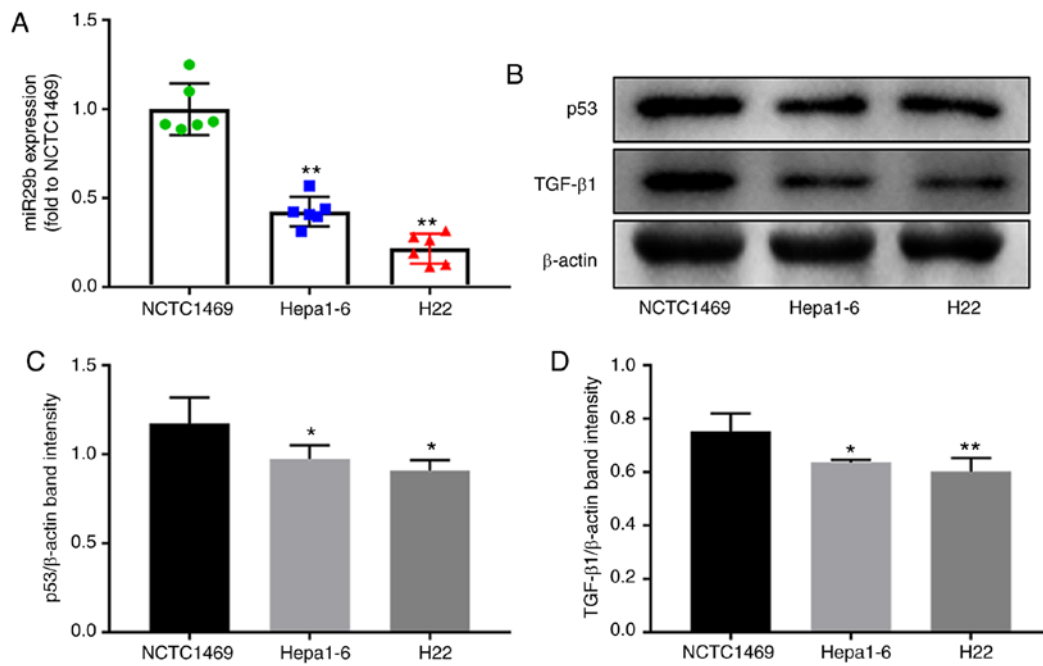 A
miR29b expression
(fold to NCTC1469)
1.5
1.0
0.5
0.0
**
**
NCTC1469 Hepa1-6 H22
B
p53
TGF-β1
β-actin
NCTC1469 Hepa1-6 H22
C
p53/β-actin band intensity
1.5
1.0
0.5
0.0
*
*
NCTC1469 Hepa1-6 H22
D
TGF-β1/β-actin band intensity
1.0
0.8
0.6
0.4
0.2
0.0
*
**
NCTC1469 Hepa1-6 H22